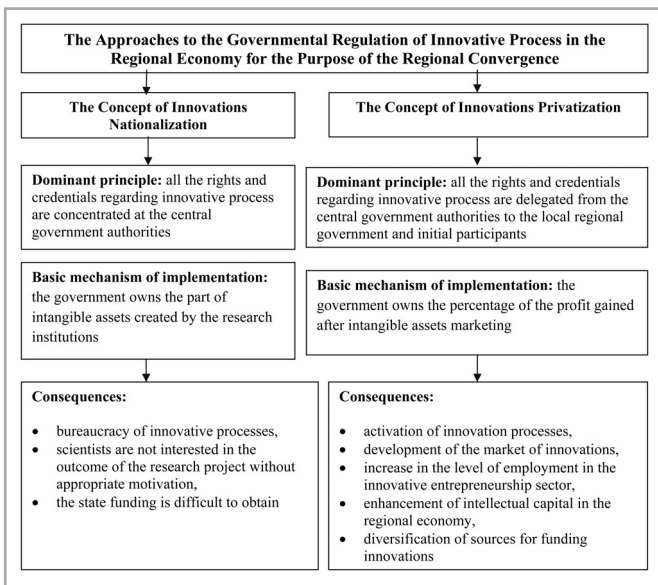 The Approaches to the Governmental Regulation of Innovative Process in the
Regional Economy for the Purpose of the Regional Convergence
The Concept of Innovations
Nationalization
Dominant principle: all the rights and
credentials regarding innovative process
are concentrated at the central
government authorities
Basic mechanism of implementation:
the government owns the part of
intangible assets created by the research
institutions
Consequences:
• bureaucracy of innovative processes,
• scientists are not interested in the
outcome of the research project without
appropriate motivation,
• the state funding is difficult to obtain
The Concept of Innovations Privatization
Dominant principle: all the rights and credentials
regarding innovative process are delegated from the
central government authorities to the local regional
government and initial participants
Basic mechanism of implementation: the
government owns the percentage of the profit gained
after intangible assets marketing
Consequences:
• activation of innovation processes,
• development of the market of innovations,
• increase in the level of employment in the
innovative entrepreneurship sector,
• enhancement of intellectual capital in the
regional economy,
• diversification of sources for funding
innovations